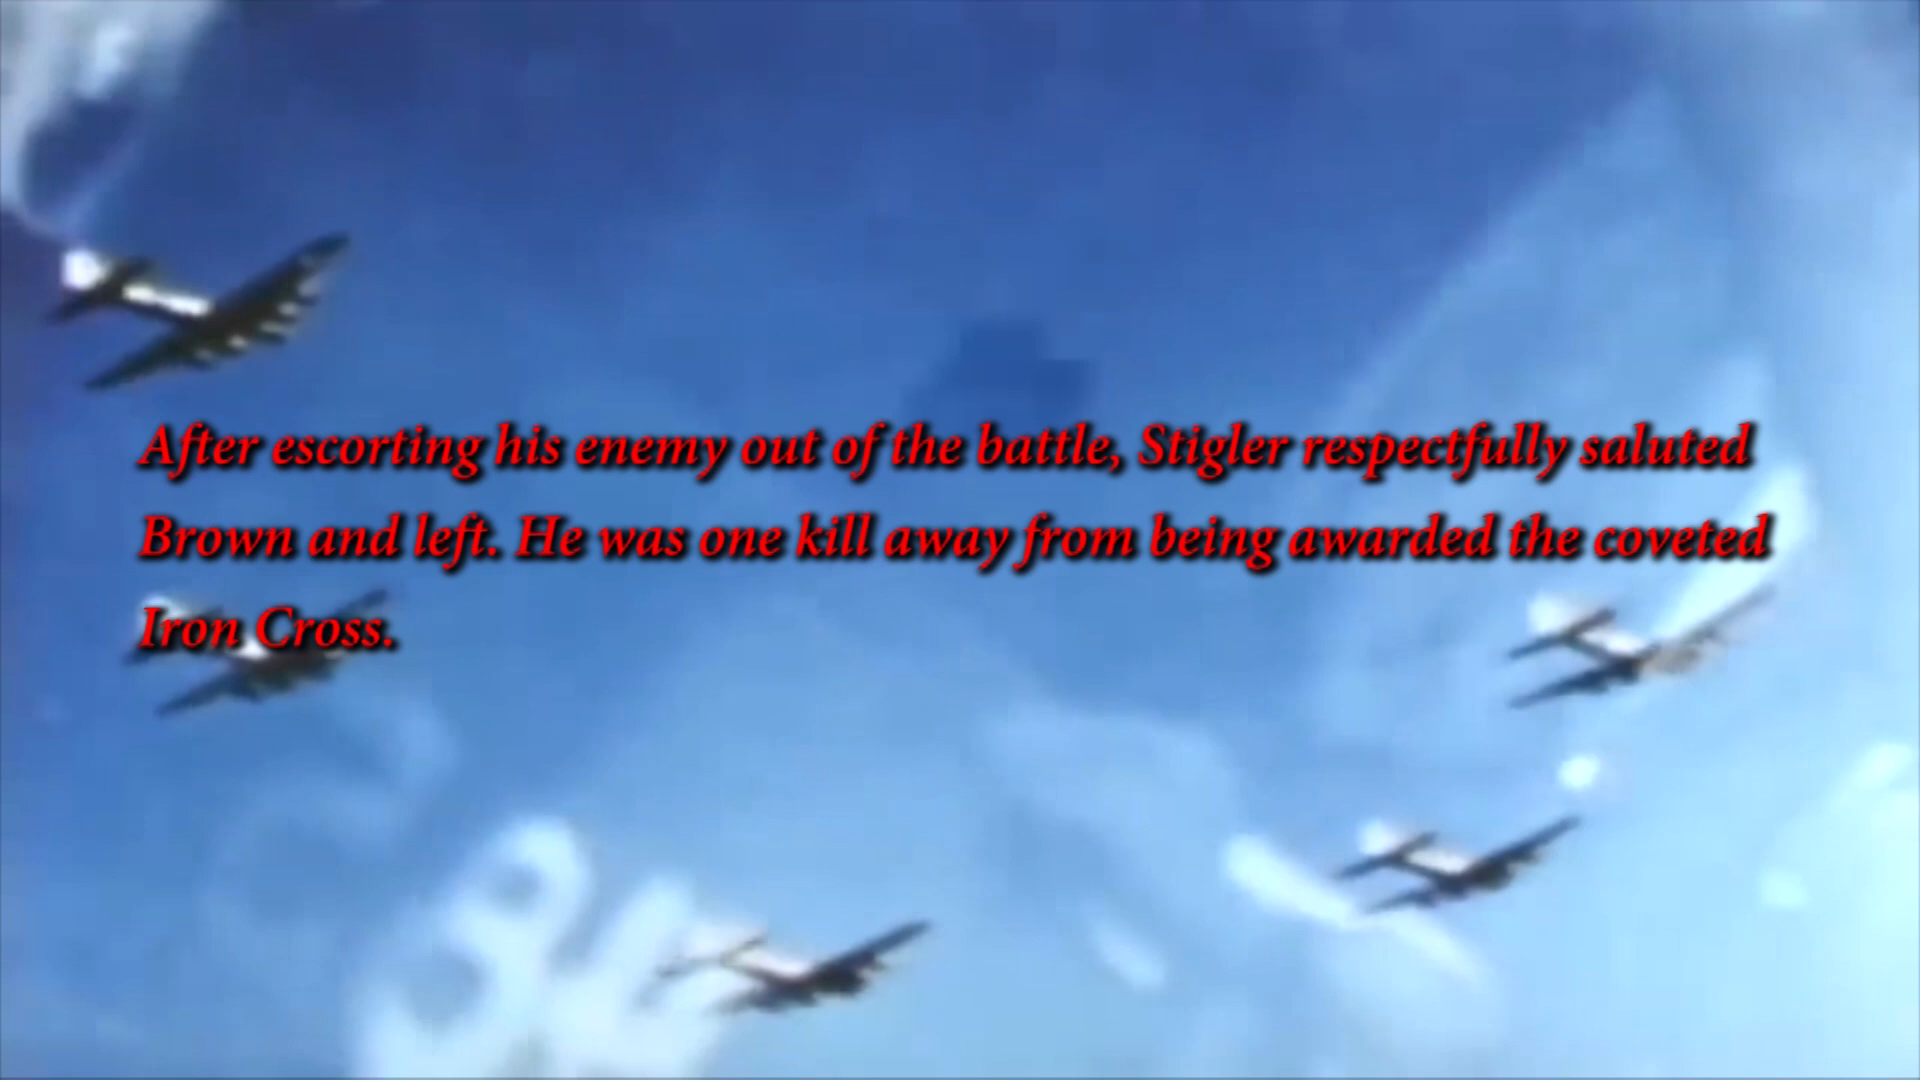 After escorting his enemy out of the battle, Stigler respectfully saluted
Brown and left. He was one kill away from being awarded the coveted
Iron Cross.